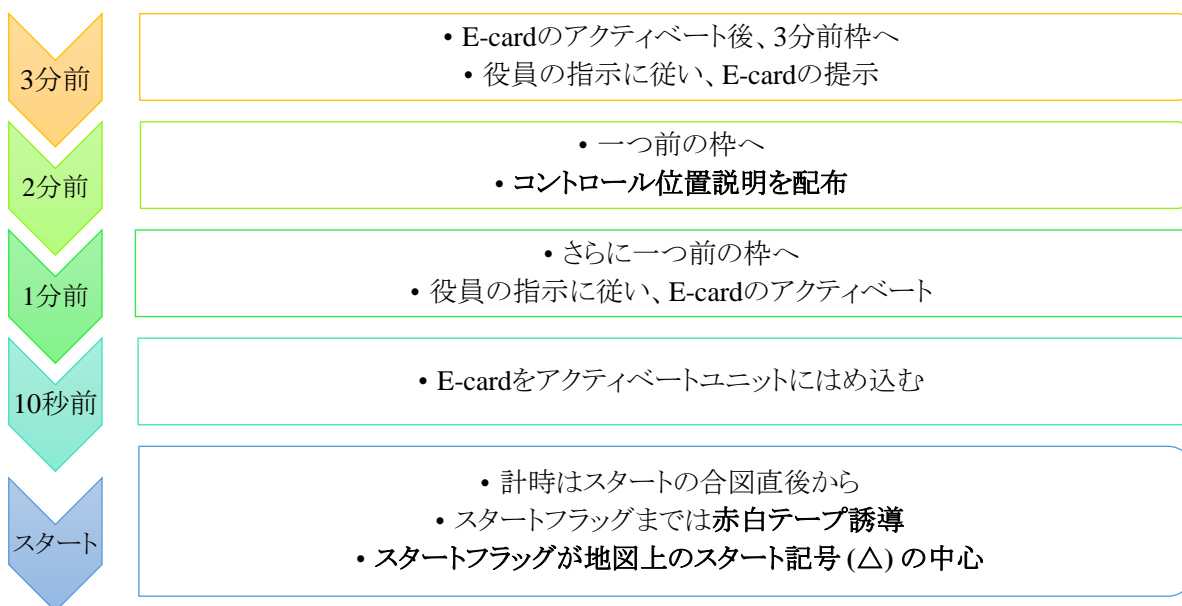 3分前
• E-cardのアクティベート後、3分前枠へ
• 役員の指示に従い、E-cardの提示
2分前
• 一つ前の枠へ
• コントロール位置説明を配布
1分前
• さらに一つ前の枠へ
• 役員の指示に従い、E-cardのアクティベート
10秒前
• E-cardをアクティベートユニットにはめ込む
スタート
• 計時はスタートの合図直後から
• スタートフラッグまでは赤白テープ誘導
• スタートフラッグが地図上のスタート記号 (△) の中心